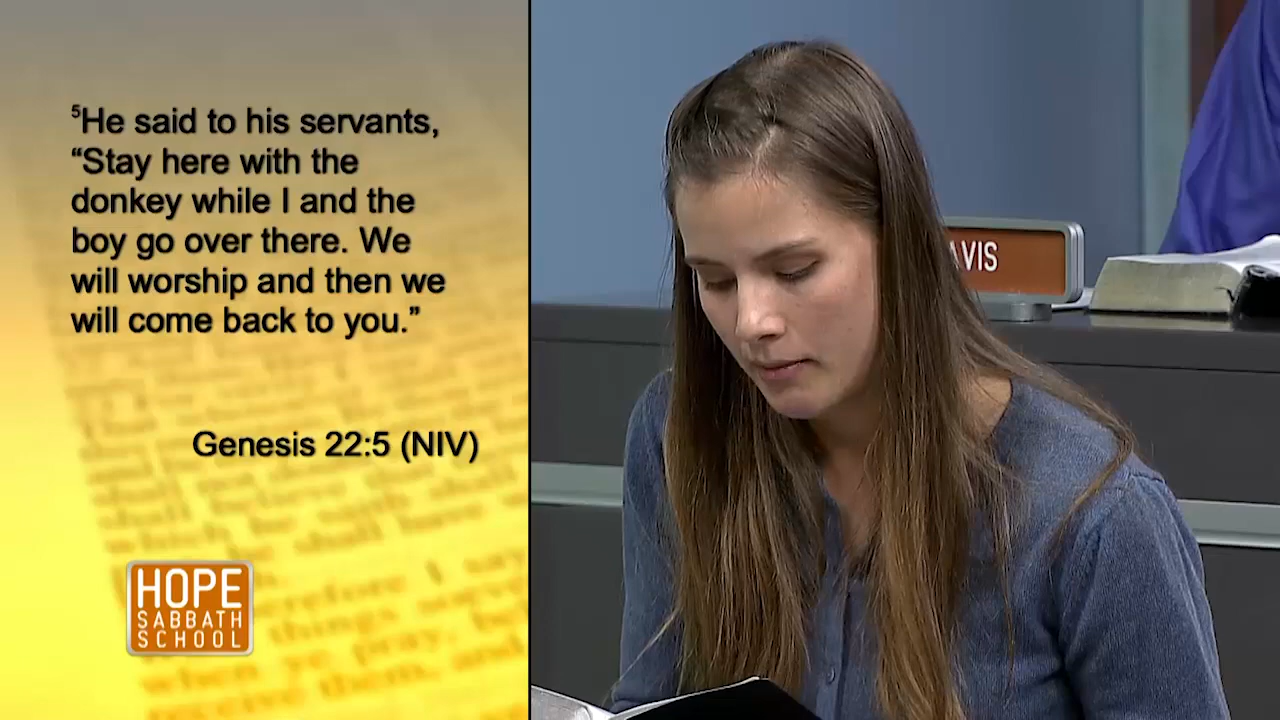 ⁵He said to his servants,
“Stay here with the
donkey while I and the
boy go over there. We
will worship and then we
will come back to you.”
Genesis 22:5 (NIV)
HOPE
SABBATH
SCHOOL
AVIS